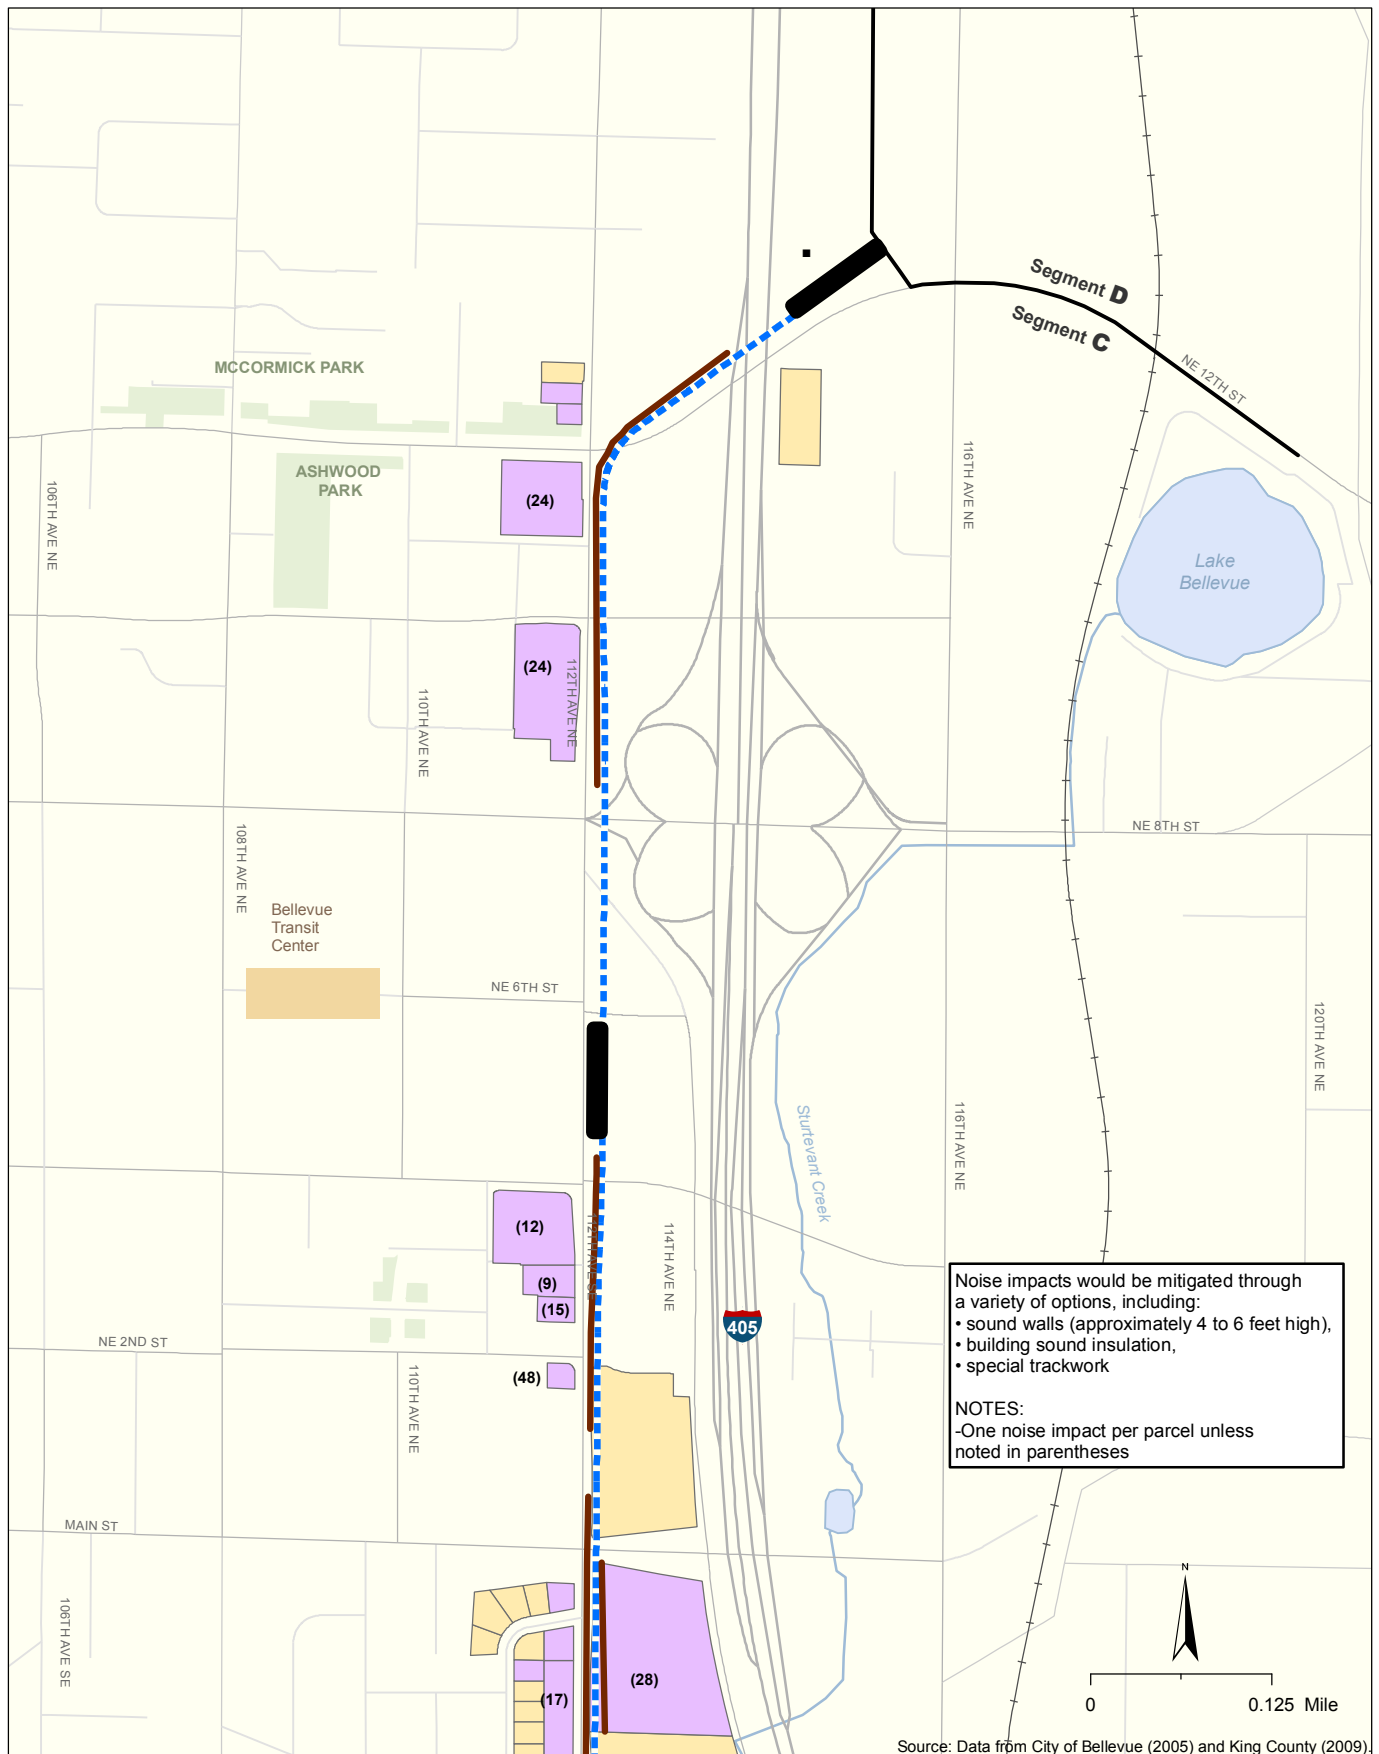 Segment D
Segment C
NE 12TH ST
MCCORMICK PARK
ASHWOOD
PARK
(24)
106TH AVE NE
116TH AVE NE
Lake
Bellevue
(24)
112TH AVE NE
110TH AVE NE
NE 8TH ST
108TH AVE NE
Bellevue
Transit
Center
NE 6TH ST
120TH AVE NE
Sturtevant Creek
116TH AVE NE
(12)
112TH AVE SE
114TH AVE NE
(9)
(15)
405
NE 2ND ST
(48)
110TH AVE NE
Noise impacts would be mitigated through
a variety of options, including:
• sound walls (approximately 4 to 6 feet high),
• building sound insulation,
• special trackwork
NOTES:
-One noise impact per parcel unless
noted in parentheses
MAIN ST
106TH AVE SE
(28)
(17)
N
0 0.125 Mile
Source: Data from City of Bellevue (2005) and King County (2009).